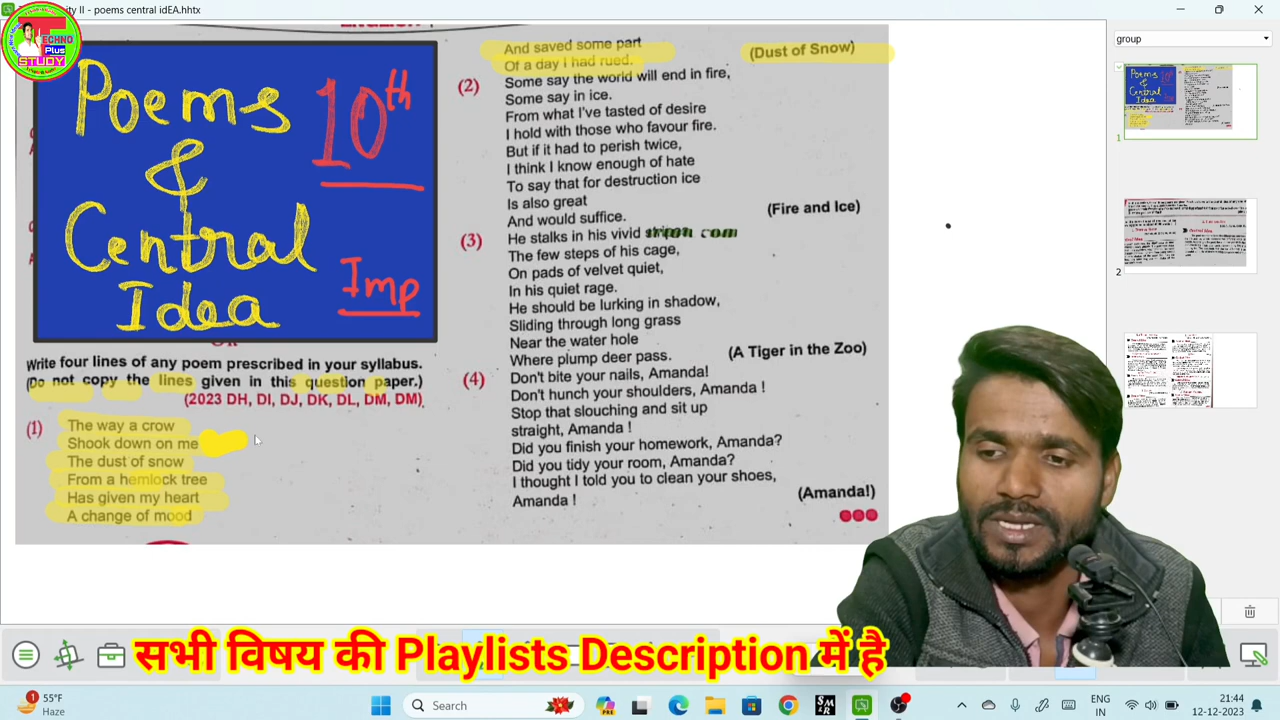 ity II - poems central idEA.hhtx
TECHNO
Plus
STUDY
group
Poems
&
Central
Idea
10th
Imp
Write four lines of any poem prescribed in your syllabus.
(Do not copy the lines given in this question paper.)
(2023 DH, DI, DJ, DK, DL, DM, DM)
(1) The way a crow
Shook down on me
The dust of snow
From a hemlock tree
Has given my heart
A change of mood
And saved some part
Of a day I had rued. (Dust of Snow)
(2) Some say the world will end in fire,
Some say in ice.
From what I've tasted of desire
I hold with those who favour fire.
But if it had to perish twice,
I think I know enough of hate
To say that for destruction ice
Is also great
And would suffice. (Fire and Ice)
(3) He stalks in his vivid
The few steps of his cage,
On pads of velvet quiet,
In his quiet rage.
He should be lurking in shadow,
Sliding through long grass
Near the water hole
Where plump deer pass. (A Tiger in the Zoo)
(4) Don't bite your nails, Amanda!
Don't hunch your shoulders, Amanda !
Stop that slouching and sit up
straight, Amanda !
Did you finish your homework, Amanda?
Did you tidy your room, Amanda?
I thought I told you to clean your shoes,
Amanda ! (Amanda!)
1
2
सभी विषय की Playlists Description में है
55°F
Haze
Search
ENG
IN
21:44
12-12-2023